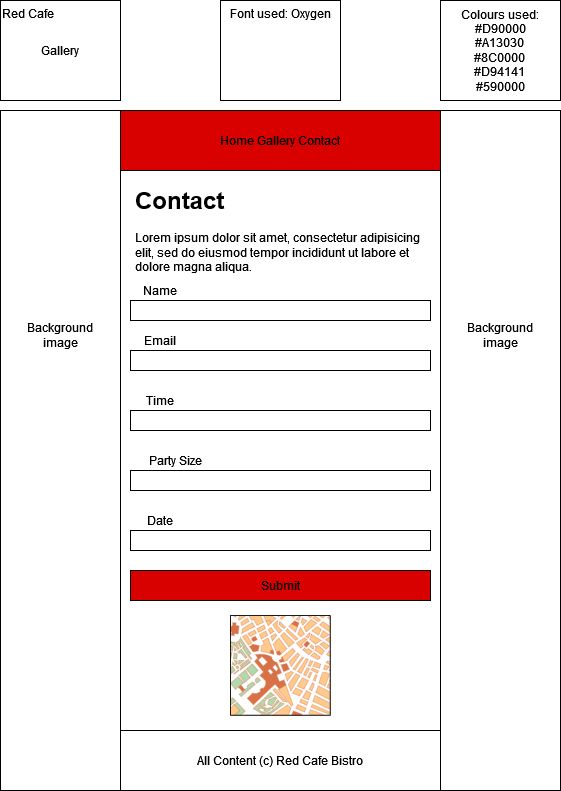 Red Cafe
Gallery
Font used: Oxygen
Colours used:
#D90000
#A13030
#8C0000
#D94141
#590000
Home Gallery Contact
Contact
Lorem ipsum dolor sit amet, consectetur adipisicing
elit, sed do eiusmod tempor incididunt ut labore et
dolore magna aliqua.
Name
Email
Time
Party Size
Date
Submit
Background
image
Background
image
All Content (c) Red Cafe Bistro